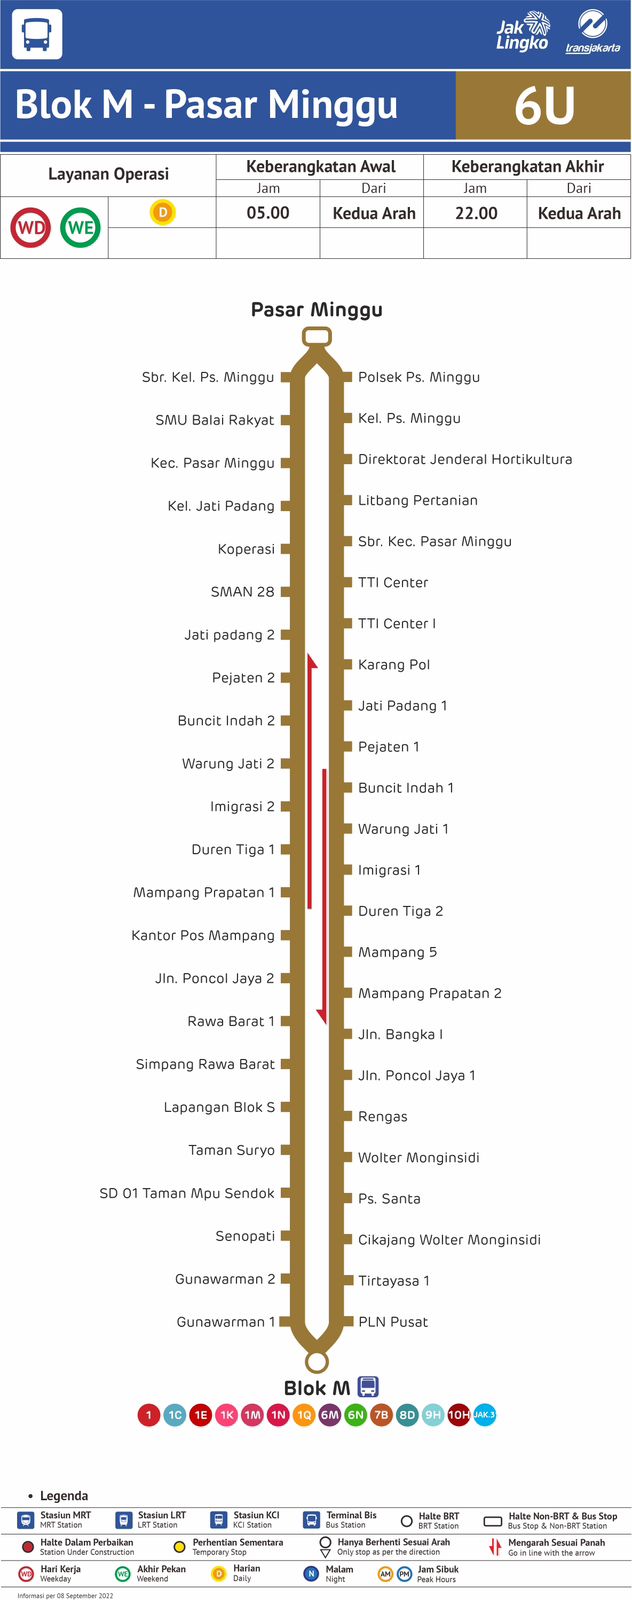 Jak
Lingko
transjakarta
Blok M - Pasar Minggu
6U
Layanan Operasi
Keberangkatan Awal
Keberangkatan Akhir
Jam
Dari
Jam
Dari
WD
WE
D
05.00
Kedua Arah
22.00
Kedua Arah
Pasar Minggu
Sbr. Kel. Ps. Minggu
SMU Balai Rakyat
Kec. Pasar Minggu
Kel. Jati Padang
Koperasi
SMAN 28
Jati padang 2
Pejaten 2
Buncit Indah 2
Warung Jati 2
Imigrasi 2
Duren Tiga 1
Mampang Prapatan 1
Kantor Pos Mampang
Jln. Poncol Jaya 2
Rawa Barat 1
Simpang Rawa Barat
Lapangan Blok S
Taman Suryo
SD 01 Taman Mpu Sendok
Senopati
Gunawarman 2
Gunawarman 1
Polsek Ps. Minggu
Kel. Ps. Minggu
Direktorat Jenderal Hortikultura
Litbang Pertanian
Sbr. Kec. Pasar Minggu
TTI Center
TTI Center I
Karang Pol
Jati Padang 1
Pejaten 1
Buncit Indah 1
Warung Jati 1
Imigrasi 1
Duren Tiga 2
Mampang 5
Mampang Prapatan 2
Jln. Bangka I
Jln. Poncol Jaya 1
Rengas
Wolter Monginsidi
Ps. Santa
Cikajang Wolter Monginsidi
Tirtayasa 1
PLN Pusat
Blok M
1 1C 1E 1K 1M 1N 1Q 6M 6N 7B 8D 9H 10H JAK.3
• Legenda
Stasiun MRT
MRT Station
Stasiun LRT
LRT Station
Stasiun KCI
KCI Station
Terminal Bis
Bus Station
Halte BRT
BRT Station
Halte Non-BRT & Bus Stop
Bus Stop & Non-BRT Station
Halte Dalam Perbaikan
Station Under Construction
Perhentian Sementara
Temporary Stop
Hanya Berhenti Sesuai Arah
Only stop as per the direction
Mengarah Sesuai Panah
Go in line with the arrow
WD
Hari Kerja
Weekday
WE
Akhir Pekan
Weekend
D
Harian
Daily
N
Malam
Night
AM PM
Jam Sibuk
Peak Hours
Informasi per 08 September 2022